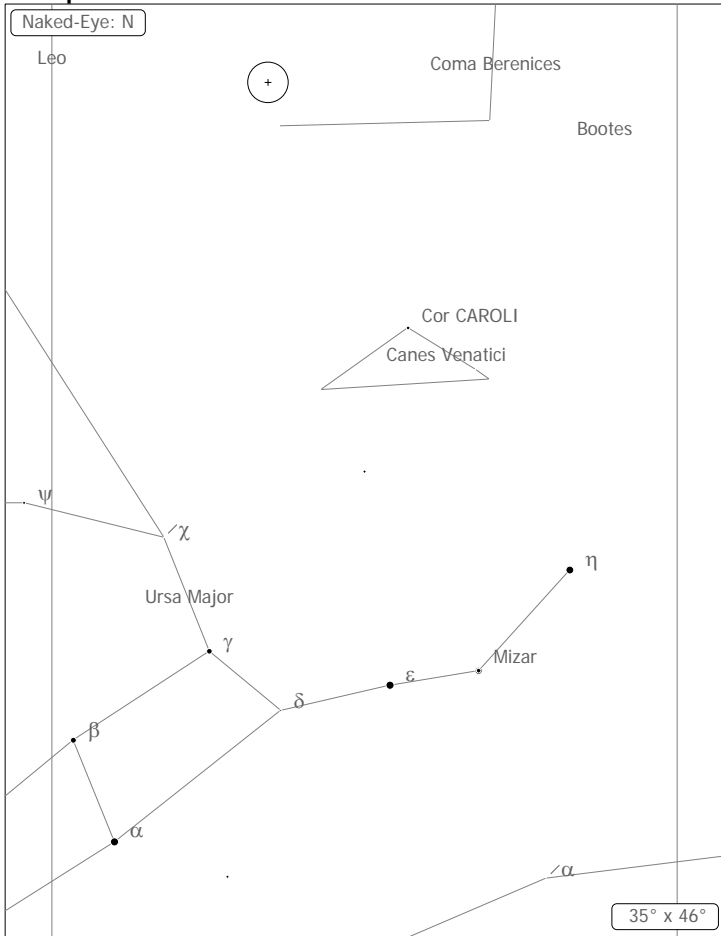 Naked-Eye: N
Leo
Coma Berenices
Bootes
Cor CAROLI
Canes Venatici
ψ
χ
η
Ursa Major
γ
Mizar
ε
δ
β
α
α
35° x 46°